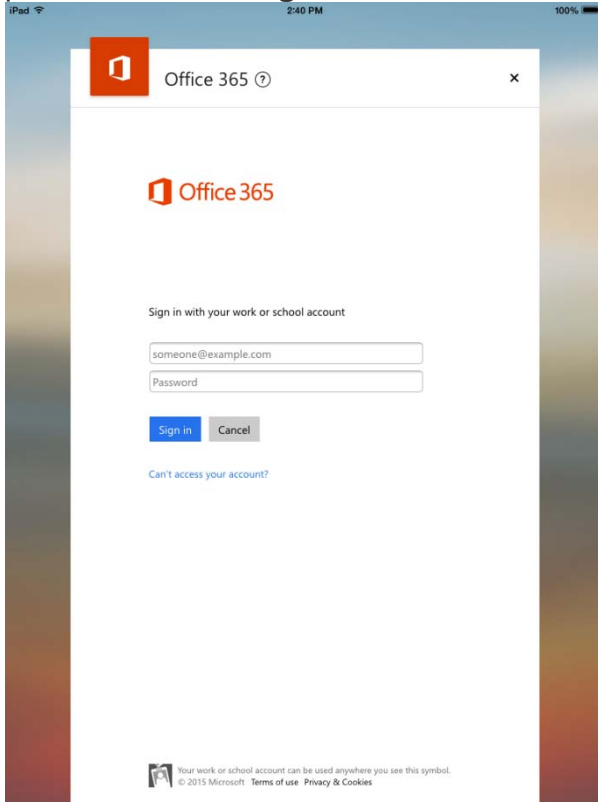 iPad 2:40 PM 100%
Office 365 ?
Office 365
Sign in with your work or school account
someone@example.com
Password
Sign in Cancel
Can't access your account?
Your work or school account can be used anywhere you see this symbol.
© 2015 Microsoft Terms of use Privacy & Cookies